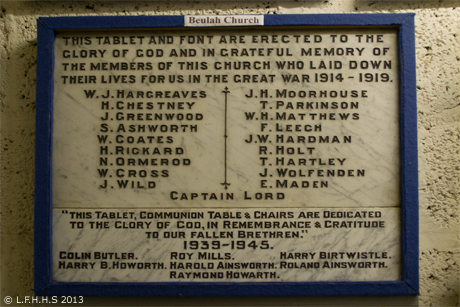 Beulah Church
THIS TABLET AND FONT ARE ERECTED TO THE
GLORY OF GOD AND IN GRATEFUL MEMORY OF
THE MEMBERS OF THIS CHURCH WHO LAID DOWN
THEIR LIVES FOR US IN THE GREAT WAR 1914-1919.
W. J. HARGREAVES
H. CHESTNEY
J. GREENWOOD
S. ASHWORTH
W. COATES
H. RICKARD
N. ORMEROD
W. CROSS
J. WILD
J. H. MOORHOUSE
T. PARKINSON
W. H. MATTHEWS
F. LEECH
J. W. HARDMAN
R. HOLT
T. HARTLEY
J. WOLFENDEN
E. MADEN
CAPTAIN LORD
"THIS TABLET, COMMUNION TABLE & CHAIRS ARE DEDICATED
TO THE GLORY OF GOD, IN REMEMBRANCE & GRATITUDE
TO OUR FALLEN BRETHREN."
1939-1945.
COLIN BUTLER. ROY MILLS. HARRY BIRTWISTLE.
HARRY B. HOWORTH. HAROLD AINSWORTH. ROLAND AINSWORTH.
RAYMOND HOWARTH.
© L.F.H.H.S 2013